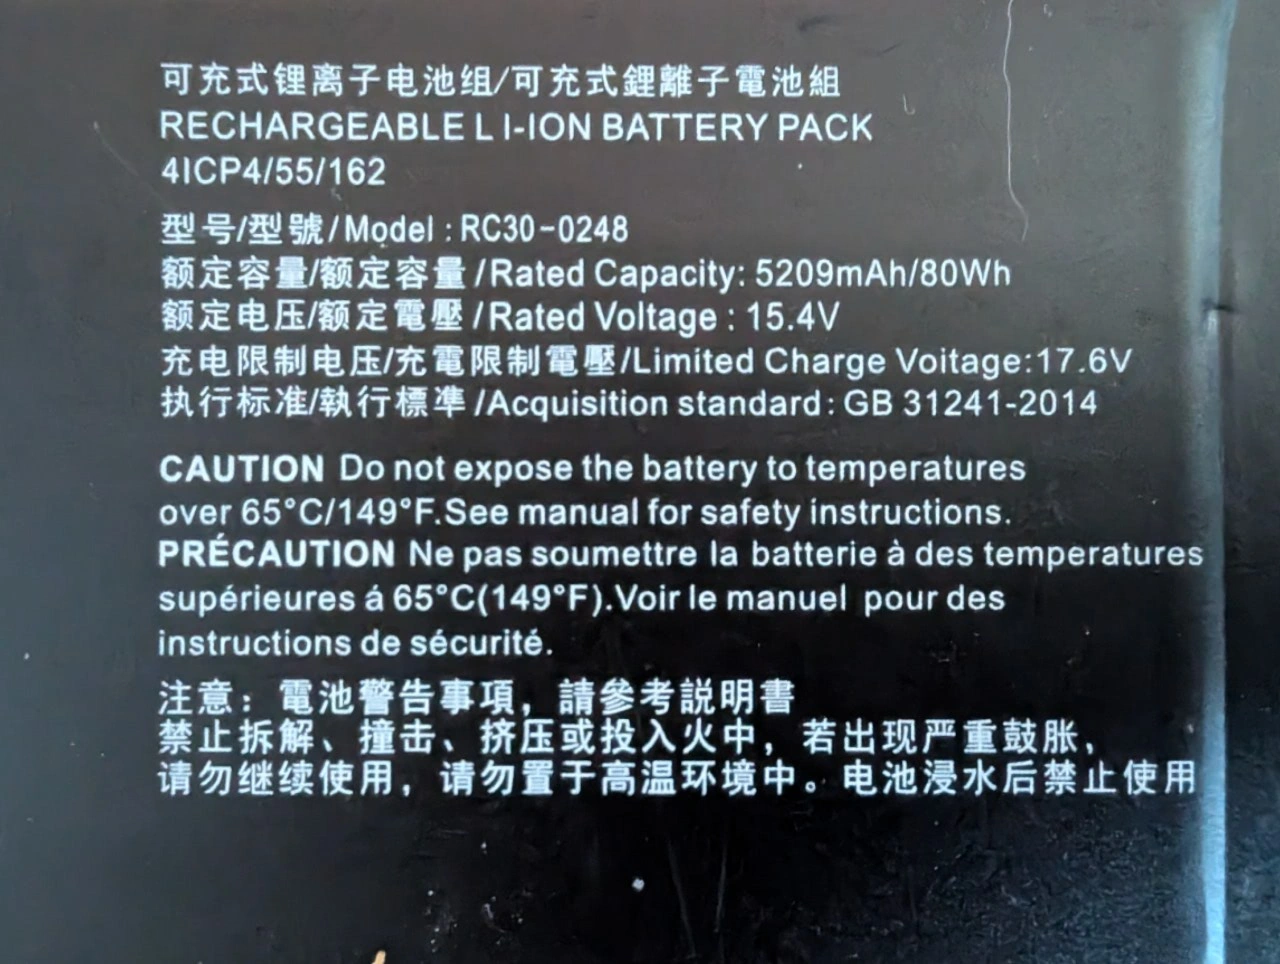 可充式锂离子电池组/可充式鋰離子電池組
RECHARGEABLE LI-ION BATTERY PACK
4ICP4/55/162
型号/型號/Model : RC30-0248
额定容量/额定容量/Rated Capacity: 5209mAh/80Wh
额定电压/额定電壓/Rated Voltage : 15.4V
充电限制电压/充電限制電壓/Limited Charge Voitage:17.6V
执行标准/執行標準/Acquisition standard: GB 31241-2014
CAUTION Do not expose the battery to temperatures
over 65°C/149°F.See manual for safety instructions.
PRÉCAUTION Ne pas soumettre la batterie à des temperatures
supérieures á 65°C(149°F).Voir le manuel pour des
instructions de sécurité.
注意：電池警告事項，請參考説明書
禁止拆解、撞击、挤压或投入火中，若出现严重鼓胀，
请勿继续使用，请勿置于高温环境中。电池浸水后禁止使用